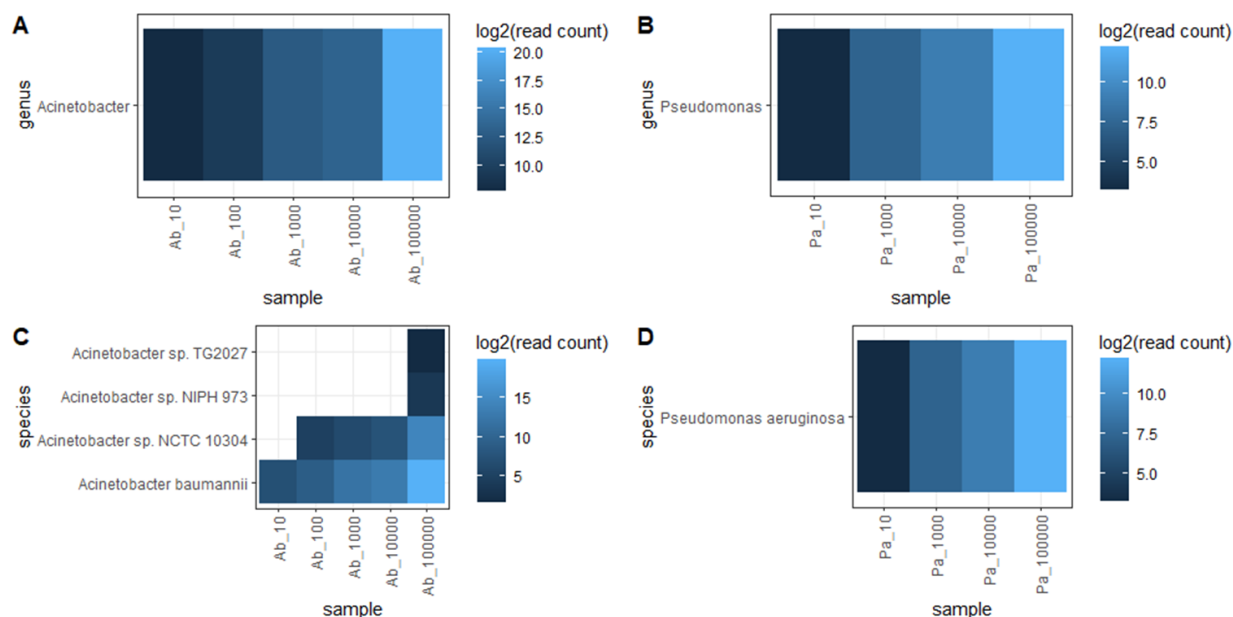 A
log2(read count)
genus
Acinetobacter
20.0
17.5
15.0
12.5
10.0
Ab_10
Ab_100
Ab_1000
Ab_10000
Ab_100000
sample
B
log2(read count)
genus
Pseudomonas
10.0
7.5
5.0
Pa_10
Pa_1000
Pa_10000
Pa_100000
sample
C
log2(read count)
species
Acinetobacter sp. TG2027
Acinetobacter sp. NIPH 973
Acinetobacter sp. NCTC 10304
Acinetobacter baumannii
15
10
5
Ab_10
Ab_100
Ab_1000
Ab_10000
Ab_100000
sample
D
log2(read count)
species
Pseudomonas aeruginosa
10.0
7.5
5.0
Pa_10
Pa_1000
Pa_10000
Pa_100000
sample